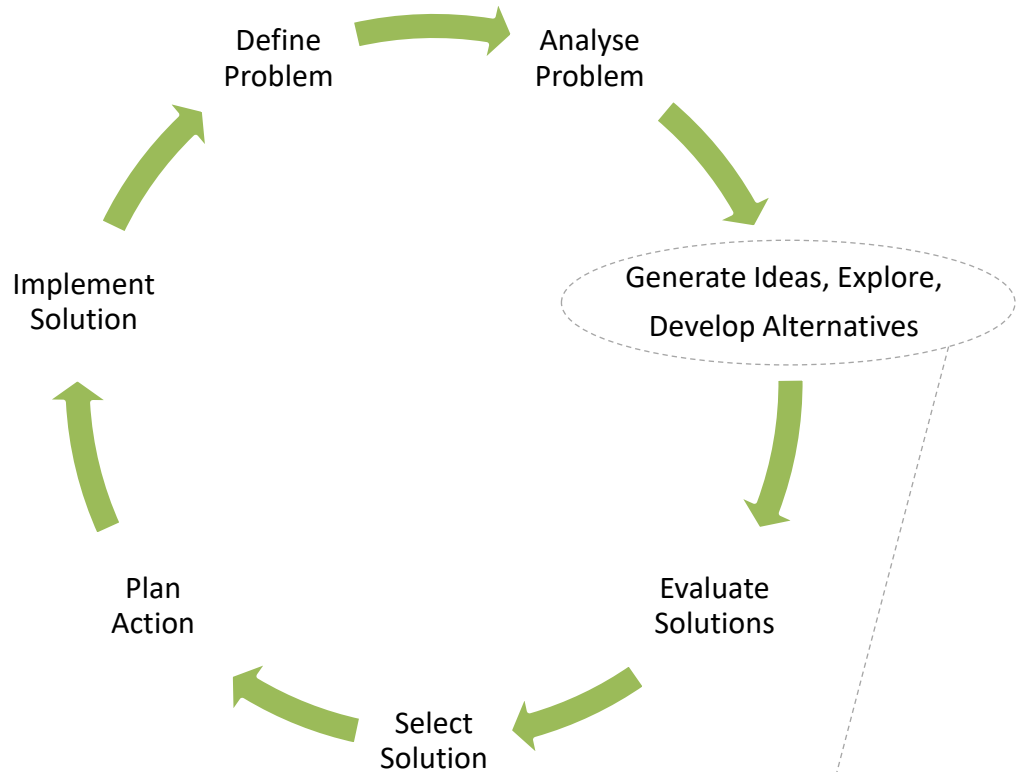 Define
Problem
Analyse
Problem
Generate Ideas, Explore,
Develop Alternatives
Evaluate
Solutions
Select
Solution
Plan
Action
Implement
Solution